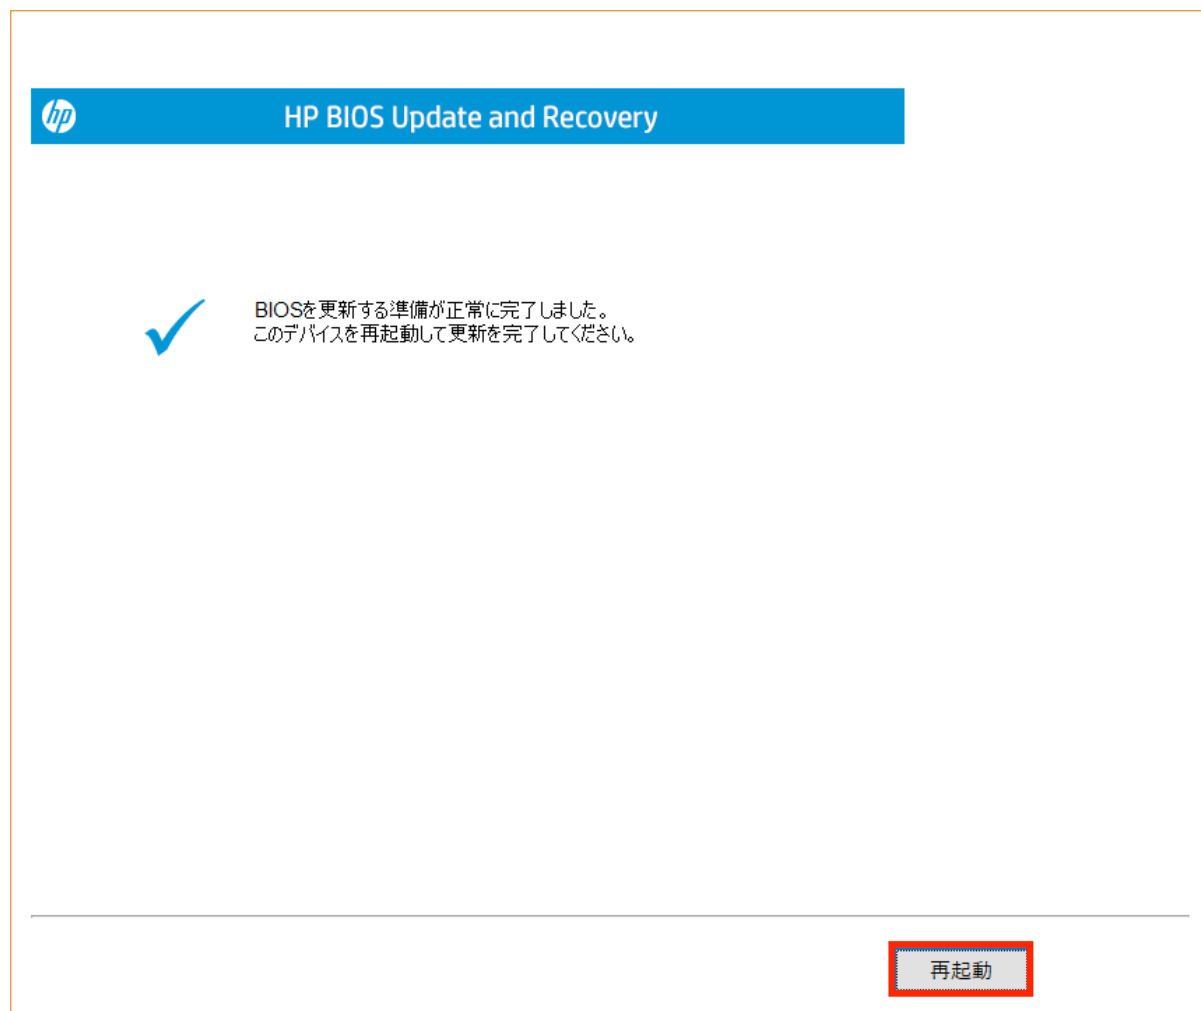 hp
HP BIOS Update and Recovery
BIOSを更新する準備が正常に完了しました。
このデバイスを再起動して更新を完了してください。
再起動